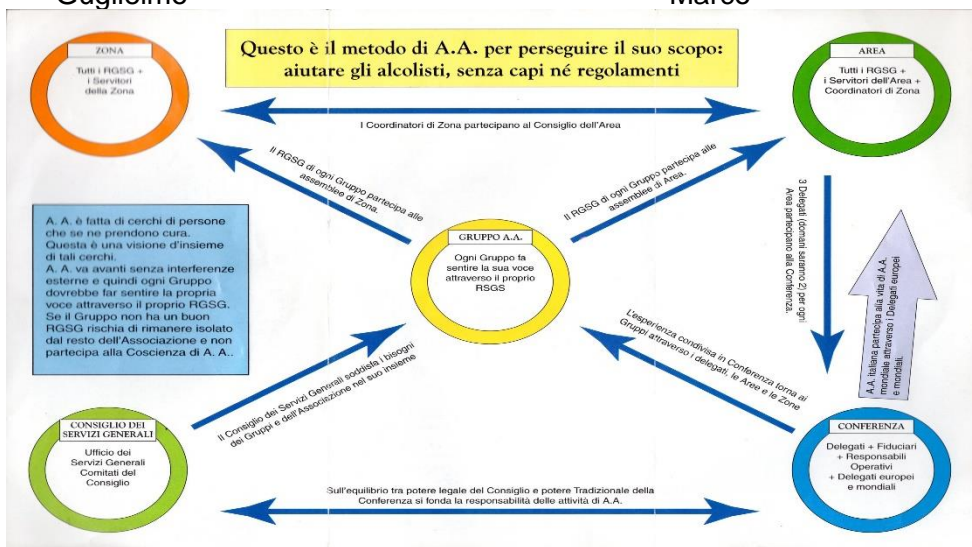 Guglielmo Marco
Questo è il metodo di A.A. per perseguire il suo scopo:
aiutare gli alcolisti, senza capi né regolamenti
ZONA
Tutti i RGSG +
i Servitori
della Zona
AREA
Tutti i RGSG +
i Servitori dell'Area +
Coordinatori di Zona
I Coordinatori di Zona partecipano al Consiglio dell'Area
Il RGSG di ogni Gruppo partecipa alle
assemblee di Zona.
Il RGSG di ogni Gruppo partecipa alle
assemblee di Area.
3 Delegati (domani saranno 2) per ogni
Area partecipano alla Conferenza.
A. A. è fatta di cerchi di persone
che se ne prendono cura.
Questa è una visione d'insieme
di tali cerchi.
A. A. va avanti senza interferenze
esterne e quindi ogni Gruppo
dovrebbe far sentire la propria
voce attraverso il proprio RGSG.
Se il Gruppo non ha un buon
RGSG rischia di rimanere isolato
dal resto dell'Associazione e non
partecipa alla Coscienza di A. A..
GRUPPO A.A.
Ogni Gruppo fa
sentire la sua voce
attraverso il proprio
RSGS
A.A. italiana partecipa alla vita di A.A.
mondiale attraverso i Delegati europei
e mondiali.
L'esperienza condivisa in Conferenza torna ai
Gruppi attraverso i delegati, le Aree e le Zone
Il Consiglio dei Servizi Generali soddisfa i bisogni
dei Gruppi e dell'Associazione nel suo insieme
CONSIGLIO DEI
SERVIZI GENERALI
Ufficio dei
Servizi Generali
Comitati del
Consiglio
CONFERENZA
Delegati + Fiduciari
+ Responsabili
Operativi
+ Delegati europei
e mondiali
Sull'equilibrio tra potere legale del Consiglio e potere Tradizionale della
Conferenza si fonda la responsabilità delle attività di A.A.